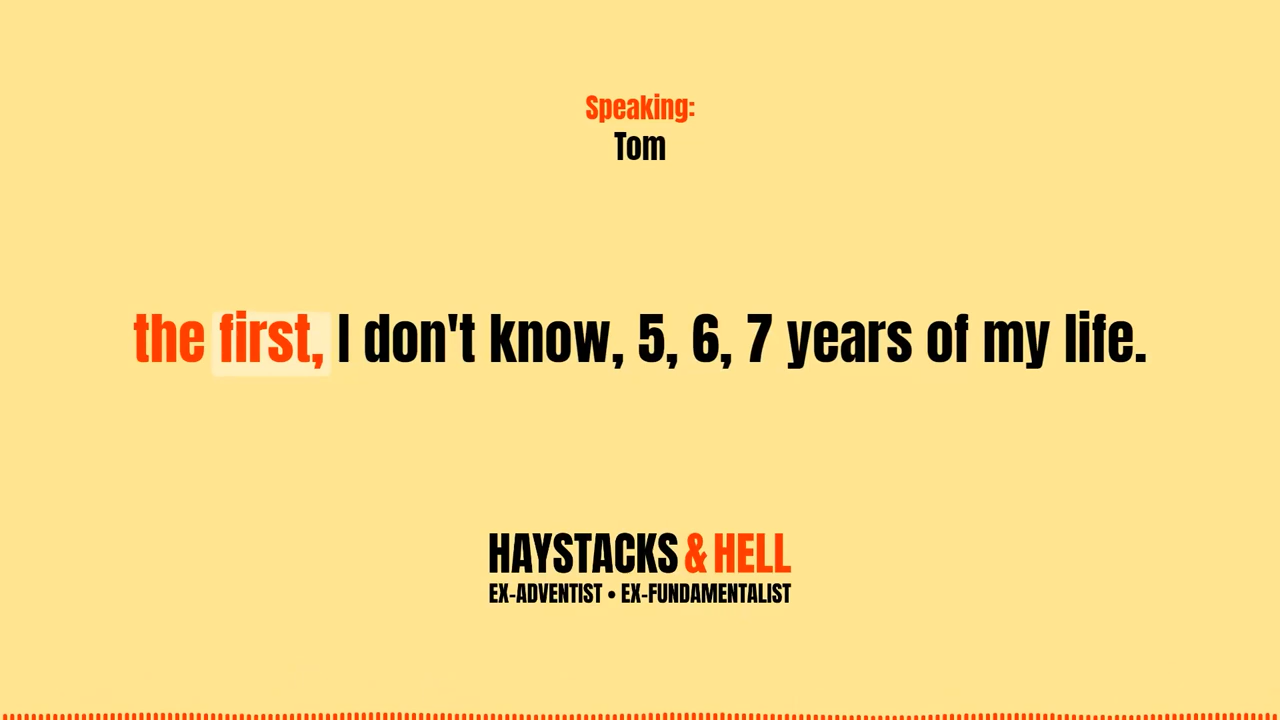 Speaking:
Tom
the first, I don't know, 5, 6, 7 years of my life.
HAYSTACKS & HELL
EX-ADVENTIST • EX-FUNDAMENTALIST